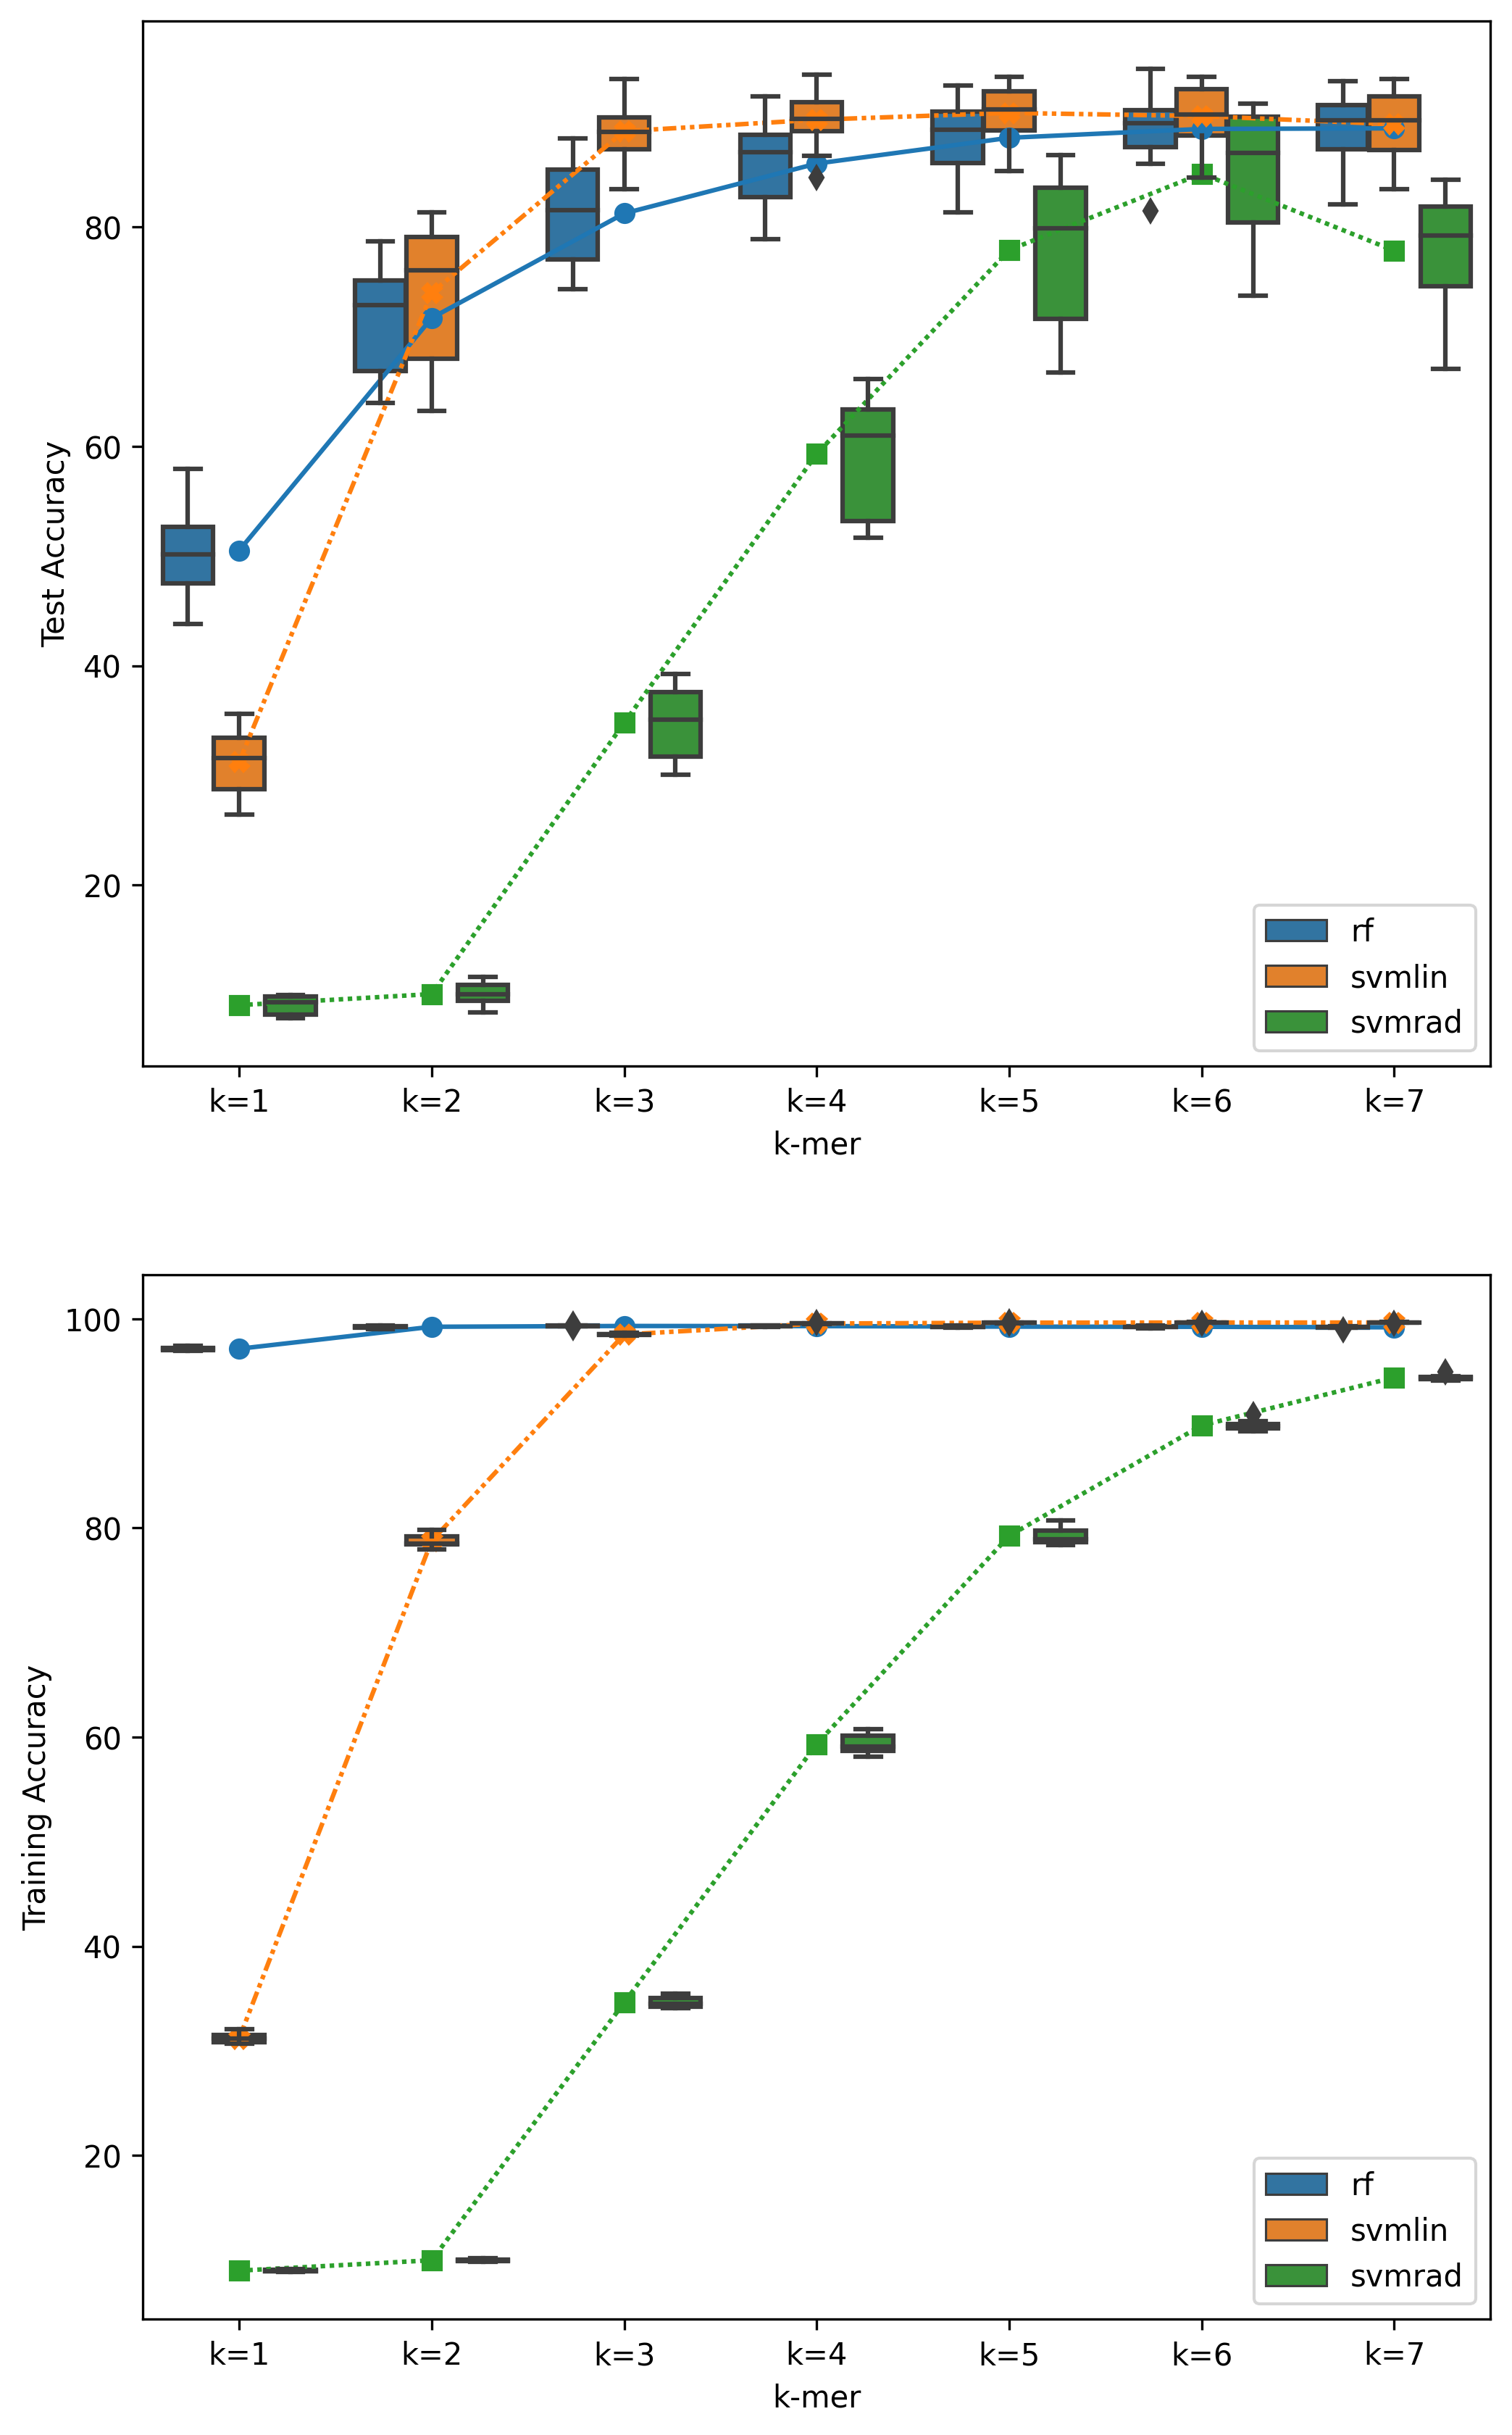 Test Accuracy
80
60
40
20
rf
svmlin
svmrad
k=1 k=2 k=3 k=4 k=5 k=6 k=7
k-mer
Training Accuracy
100
80
60
40
20
rf
svmlin
svmrad
k=1 k=2 k=3 k=4 k=5 k=6 k=7
k-mer